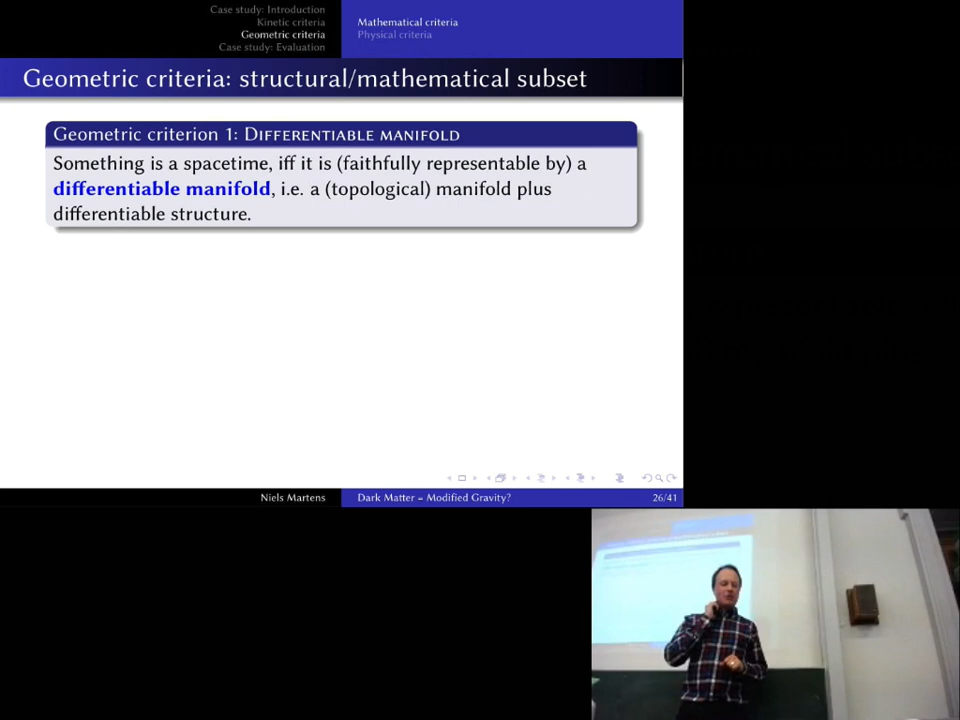 Case study: Introduction
Kinetic criteria
Geometric criteria
Case study: Evaluation
Mathematical criteria
Physical criteria
Geometric criteria: structural/mathematical subset
Geometric criterion 1: DIFFERENTIABLE MANIFOLD
Something is a spacetime, iff it is (faithfully representable by) a
differentiable manifold, i.e. a (topological) manifold plus
differentiable structure.
Niels Martens
Dark Matter = Modified Gravity?
26/41